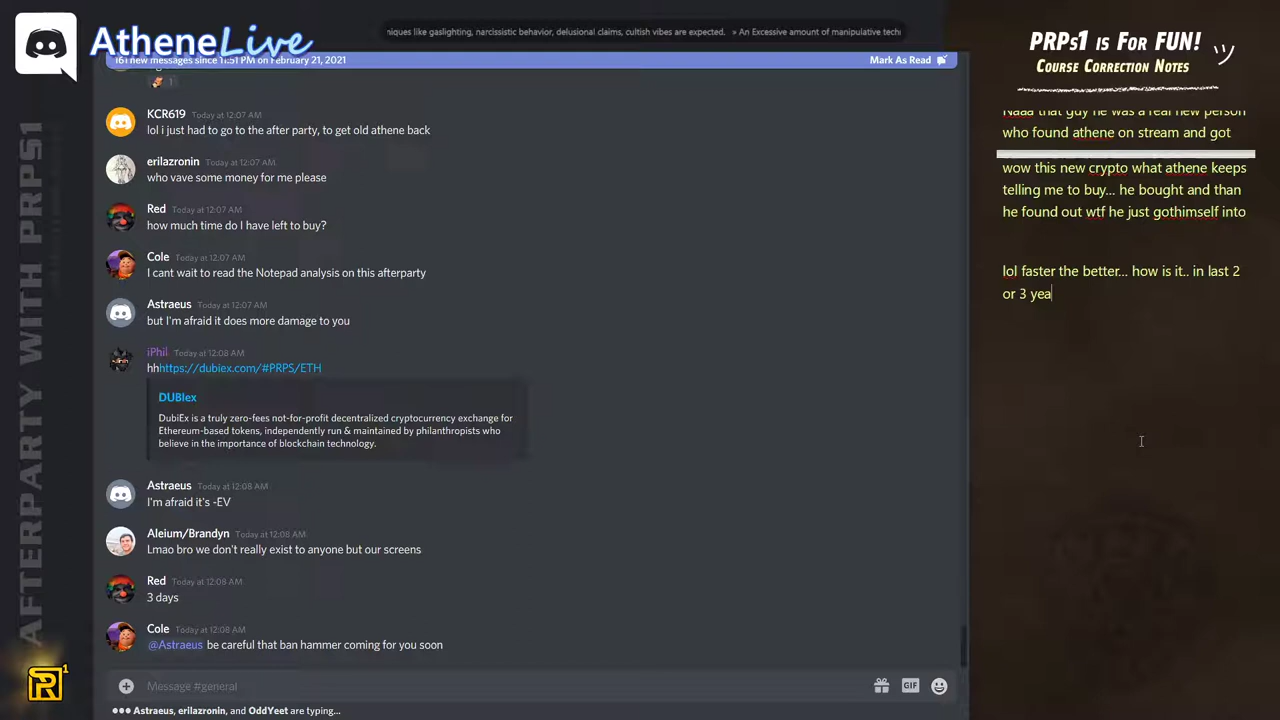 AtheneLive
niques like gaslighting, narcissistic behavior, delusional claims, cultish vibes are expected.  » An Excessive amount of manipulative techi
161 new messages since 11:51 PM on February 21, 2021
Mark As Read
1
KCR619 Today at 12:07 AM
lol i just had to go to the after party, to get old athene back
erilazronin Today at 12:07 AM
who vave some money for me please
Red Today at 12:07 AM
how much time do I have left to buy?
Cole Today at 12:07 AM
I cant wait to read the Notepad analysis on this afterparty
Astraeus Today at 12:07 AM
but I'm afraid it does more damage to you
iPhil Today at 12:08 AM
hhhttps://dubiex.com/#PRPS/ETH
DUBIex
DubiEx is a truly zero-fees not-for-profit decentralized cryptocurrency exchange for
Ethereum-based tokens, independently run & maintained by philanthropists who
believe in the importance of blockchain technology.
Astraeus Today at 12:08 AM
I'm afraid it's -EV
Aleium/Brandyn Today at 12:08 AM
Lmao bro we don't really exist to anyone but our screens
Red Today at 12:08 AM
3 days
Cole Today at 12:08 AM
@Astraeus be careful that ban hammer coming for you soon
Message #general
GIF
Astraeus, erilazronin, and OddYeet are typing...
AFTERPARTY WITH PRPS1
R1
PRPS1 IS FOR FUN! ツ
COURSE CORRECTION NOTES
Naaa that guy he was a real new person
who found athene on stream and got
wow this new crypto what athene keeps
telling me to buy... he bought and than
he found out wtf he just gothimself into
lol faster the better... how is it.. in last 2
or 3 yea